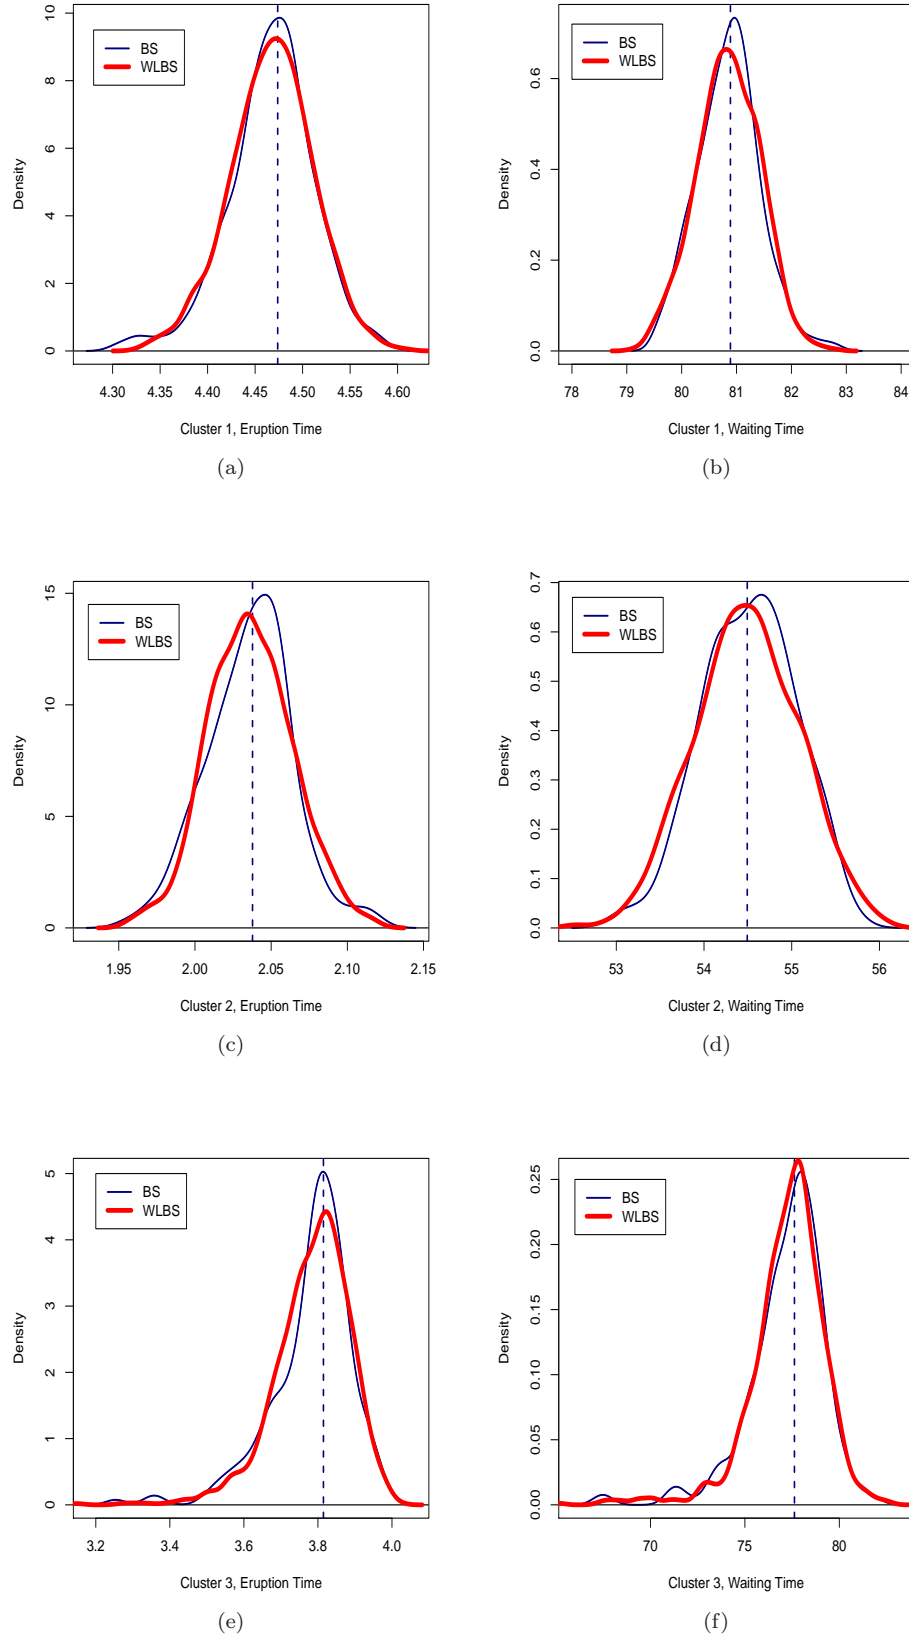 Density
0 2 4 6 8 10
BS
WLBS
4.30 4.35 4.40 4.45 4.50 4.55 4.60
Cluster 1, Eruption Time
(a)
Density
0.0 0.2 0.4 0.6
BS
WLBS
78 79 80 81 82 83 84
Cluster 1, Waiting Time
(b)
Density
0 5 10 15
BS
WLBS
1.95 2.00 2.05 2.10 2.15
Cluster 2, Eruption Time
(c)
Density
0.0 0.1 0.2 0.3 0.4 0.5 0.6 0.7
BS
WLBS
53 54 55 56
Cluster 2, Waiting Time
(d)
Density
0 1 2 3 4 5
BS
WLBS
3.2 3.4 3.6 3.8 4.0
Cluster 3, Eruption Time
(e)
Density
0.00 0.05 0.10 0.15 0.20 0.25
BS
WLBS
70 75 80
Cluster 3, Waiting Time
(f)